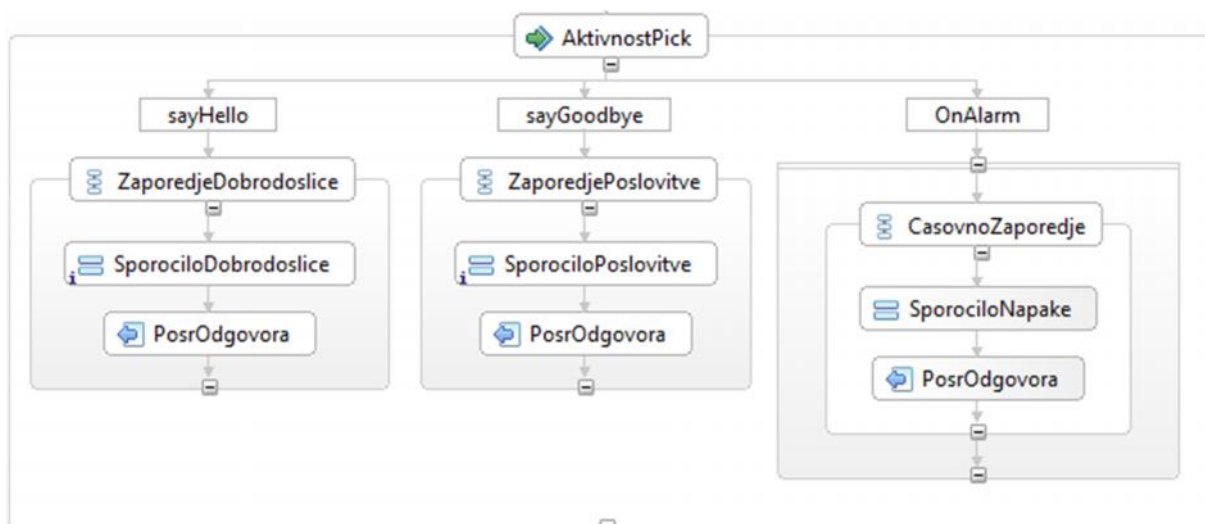 AktivnostPick
sayHello
sayGoodbye
OnAlarm
ZaporedjeDobrodoslice
ZaporedjePoslovitve
CasovnoZaporedje
SporociloDobrodoslice
SporociloPoslovitve
SporociloNapake
PosrOdgovora
PosrOdgovora
PosrOdgovora